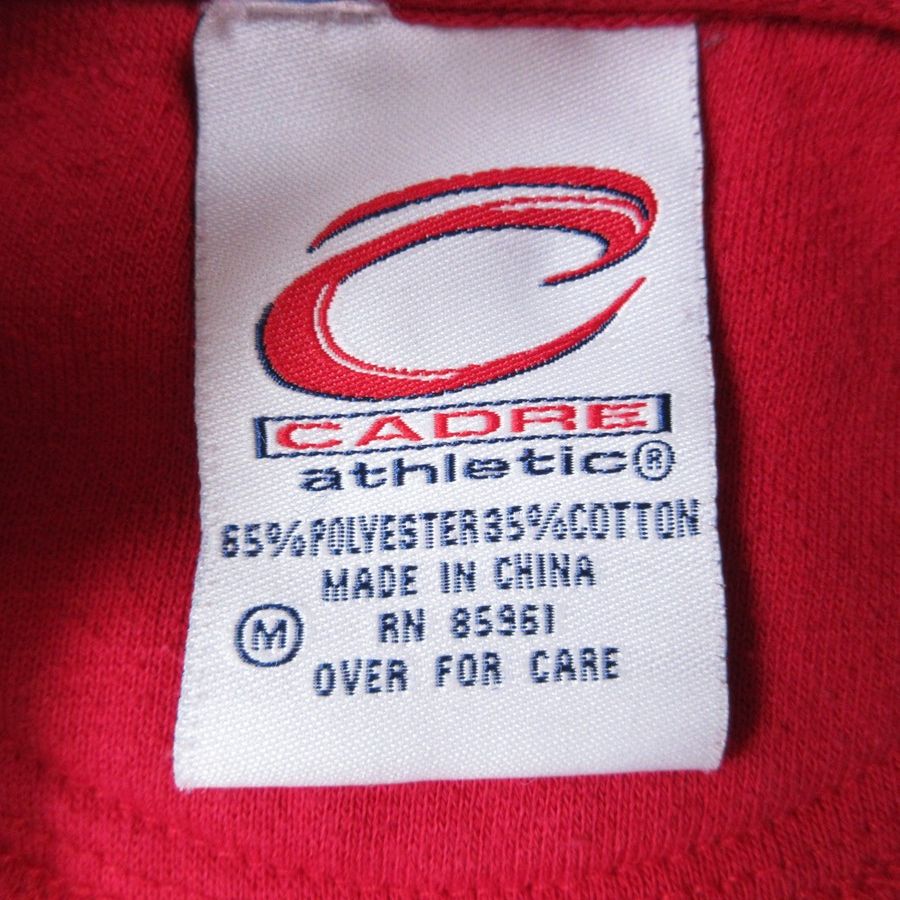 CADRE
athletic®
65%POLYESTER35%COTTON
MADE IN CHINA
RN 85961
M
OVER FOR CARE